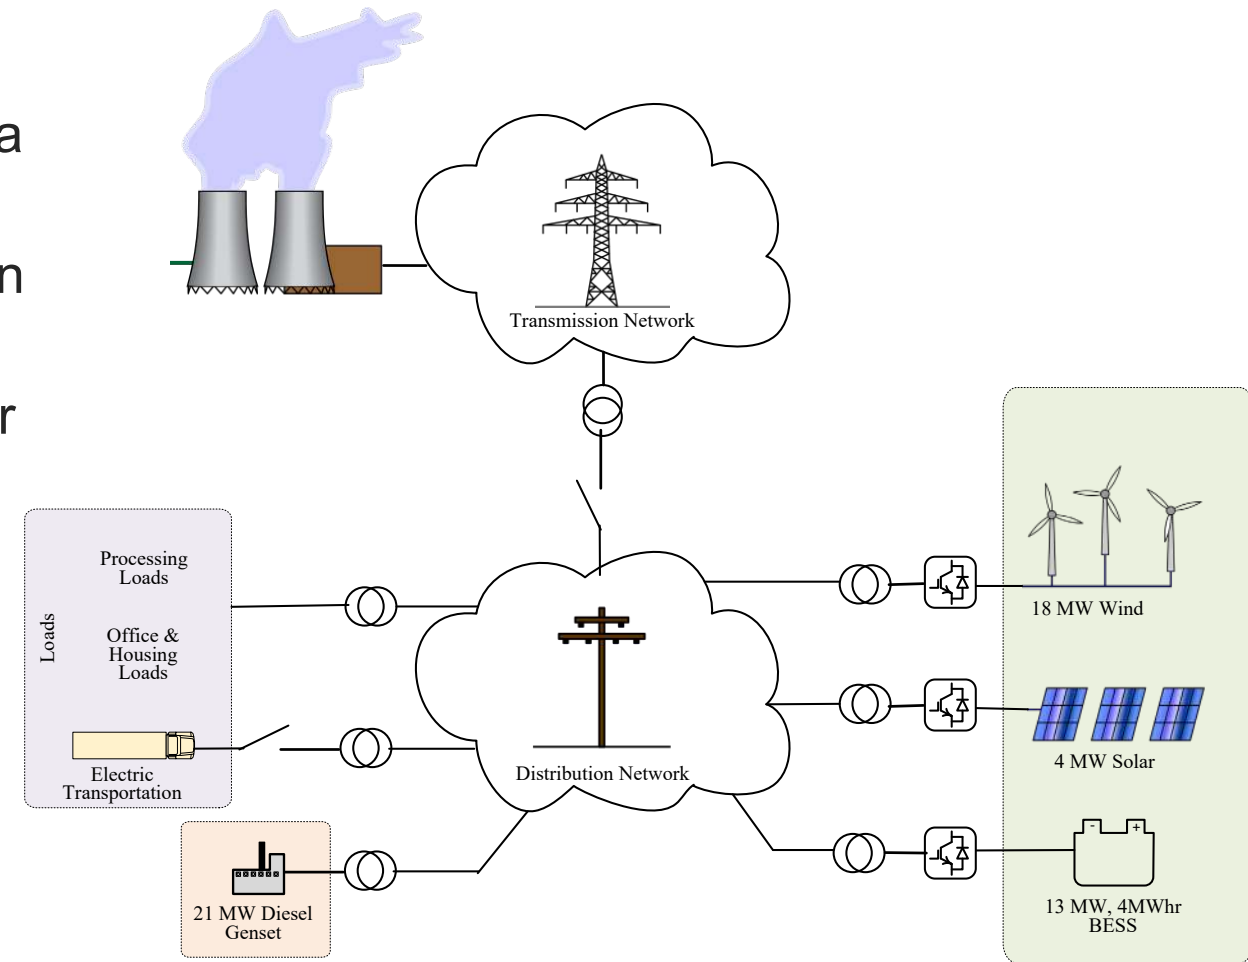 a
n
r
Transmission Network
Processing
Loads
Office &
Housing
Loads
Loads
Electric
Transportation
Distribution Network
18 MW Wind
4 MW Solar
- +
13 MW, 4MWhr
BESS
21 MW Diesel
Genset